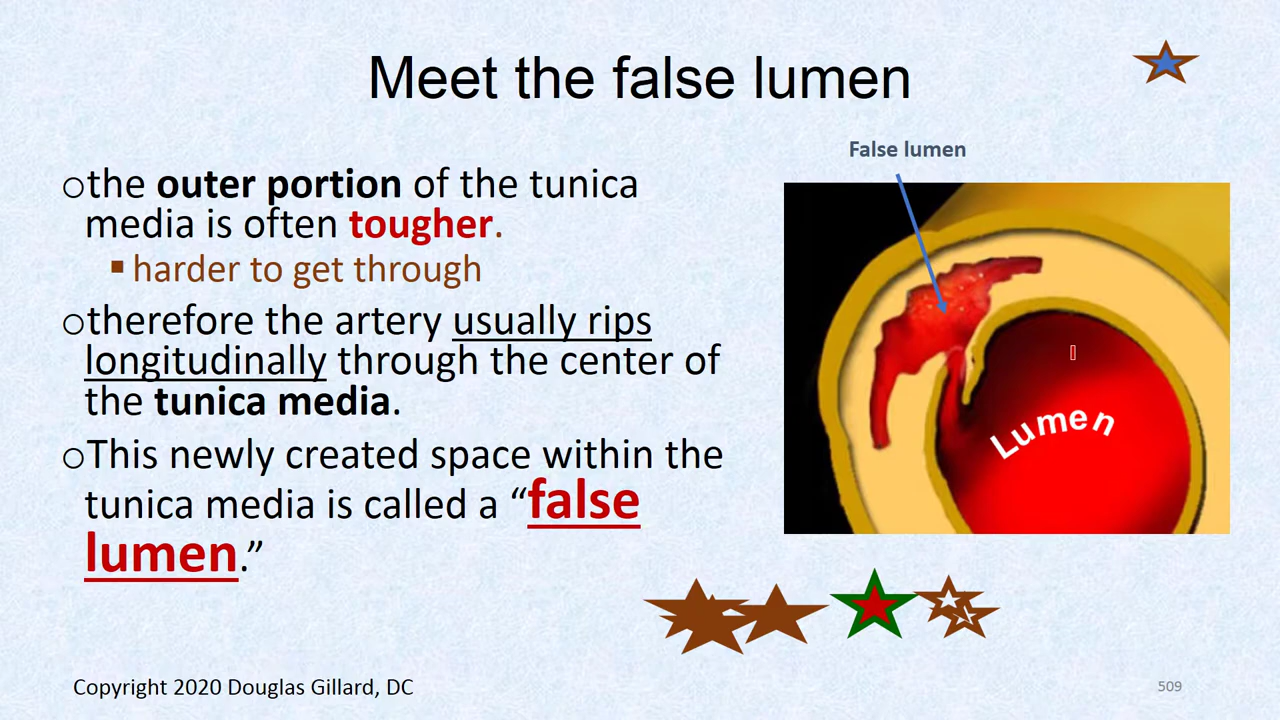 Meet the false lumen
False lumen
○the outer portion of the tunica
media is often tougher.
▪harder to get through
○therefore the artery usually rips
longitudinally through the center of
the tunica media.
○This newly created space within the
tunica media is called a “false
lumen.”
Lumen
Copyright 2020 Douglas Gillard, DC
509